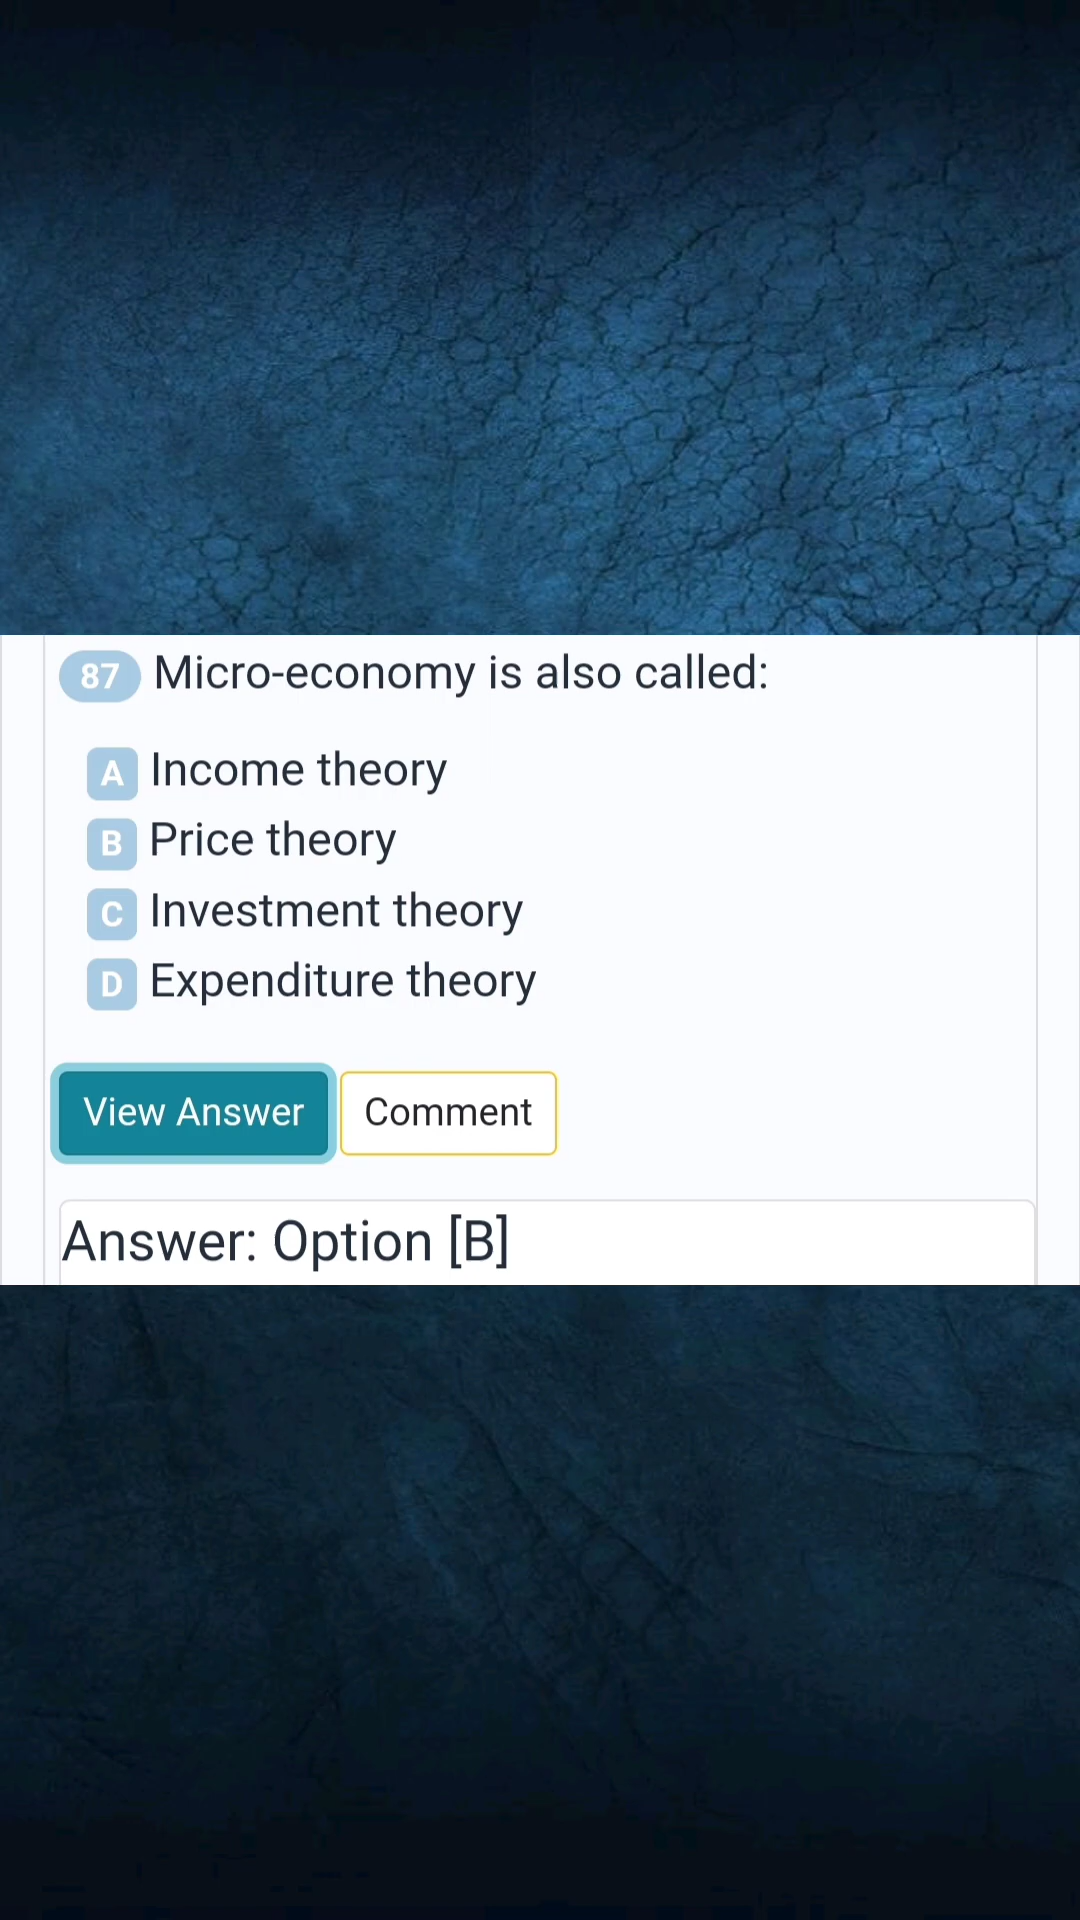 87 Micro-economy is also called:
A Income theory
B Price theory
C Investment theory
D Expenditure theory
View Answer Comment
Answer: Option [B]